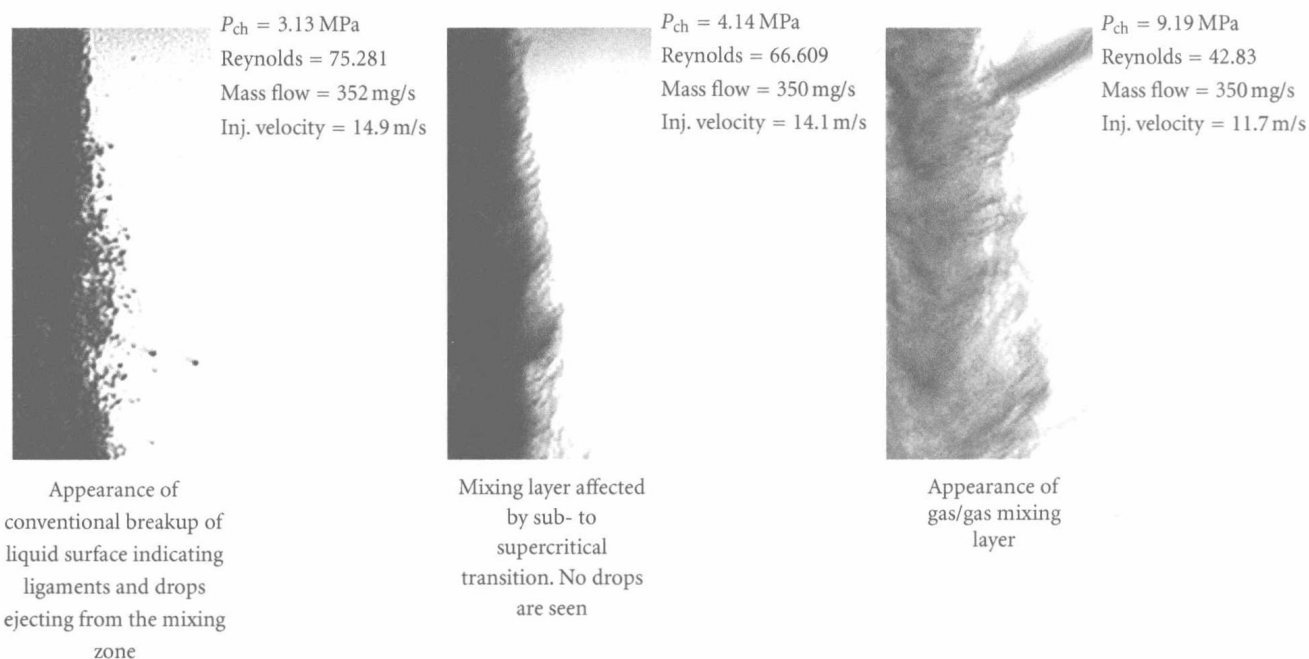 P_ch = 3.13 MPa
Reynolds = 75.281
Mass flow = 352 mg/s
Inj. velocity = 14.9 m/s
P_ch = 4.14 MPa
Reynolds = 66.609
Mass flow = 350 mg/s
Inj. velocity = 14.1 m/s
P_ch = 9.19 MPa
Reynolds = 42.83
Mass flow = 350 mg/s
Inj. velocity = 11.7 m/s
Appearance of
conventional breakup of
liquid surface indicating
ligaments and drops
ejecting from the mixing
zone
Mixing layer affected
by sub- to
supercritical
transition. No drops
are seen
Appearance of
gas/gas mixing
layer